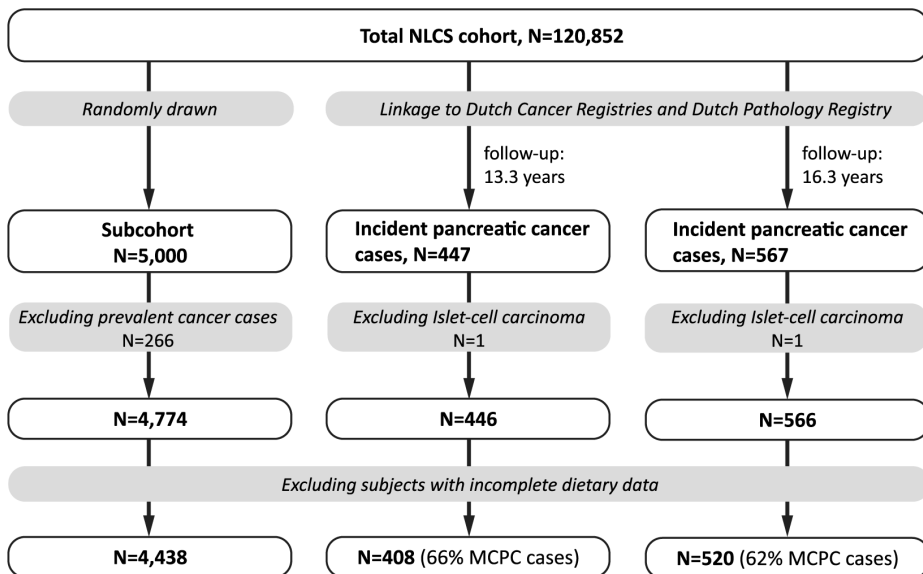 Total NLCS cohort, N=120,852
Randomly drawn
Linkage to Dutch Cancer Registries and Dutch Pathology Registry
follow-up:
13.3 years
follow-up:
16.3 years
Subcohort
N=5,000
Incident pancreatic cancer
cases, N=447
Incident pancreatic cancer
cases, N=567
Excluding prevalent cancer cases
N=266
Excluding Islet-cell carcinoma
N=1
Excluding Islet-cell carcinoma
N=1
N=4,774
N=446
N=566
Excluding subjects with incomplete dietary data
N=4,438
N=408 (66% MCPC cases)
N=520 (62% MCPC cases)